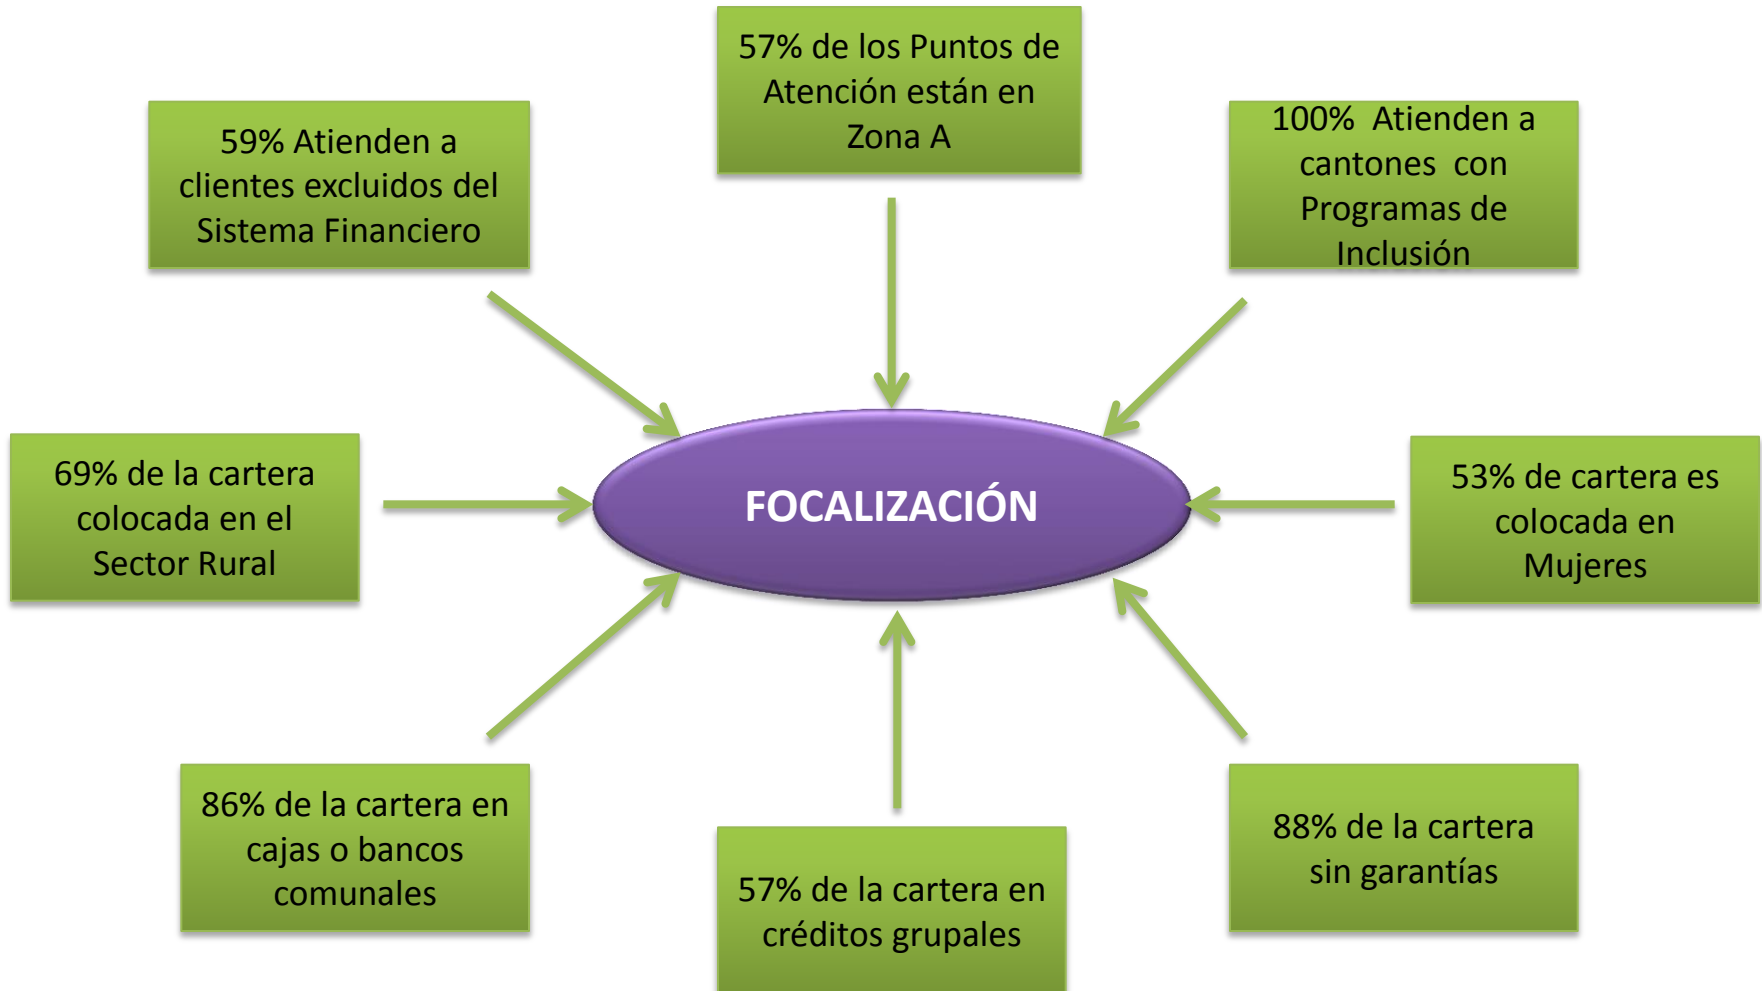 57% de los Puntos de
Atención están en
Zona A
59% Atienden a
clientes excluidos del
Sistema Financiero
100% Atienden a
cantones con
Programas de
Inclusión
69% de la cartera
colocada en el
Sector Rural
FOCALIZACIÓN
53% de cartera es
colocada en
Mujeres
86% de la cartera en
cajas o bancos
comunales
57% de la cartera en
créditos grupales
88% de la cartera
sin garantías